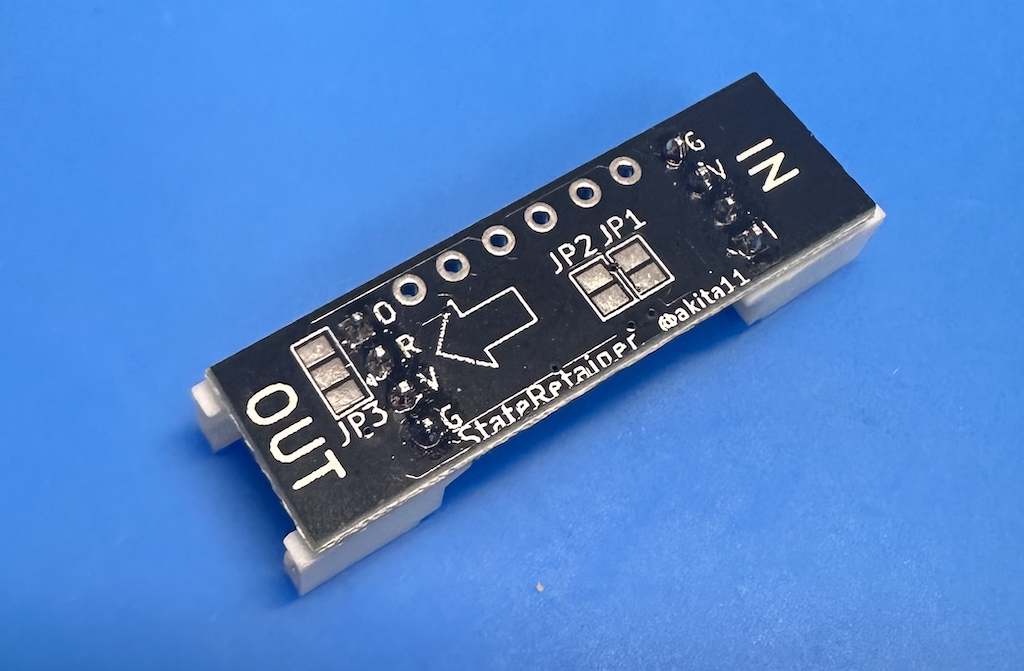 IN
G
V
I
JP2 JP1
@akita11
StateRetainer
O
R
V
G
JP3
OUT